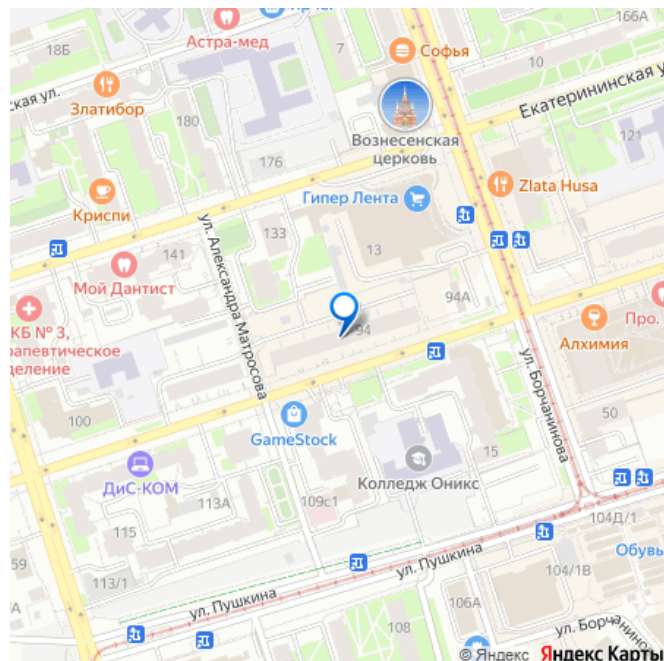 166А
18Б
Астра-мед
7
Софья
10
ская ул.
Златибор
Екатерининская у
180
121
Вознесенская
церковь
176
Zlata Husa
Гипер Лента
Криспи
ул. Александра Матросова
133
13
141
Мой Дантист
94А
КБ № 3,
рапевтическое
деление
94
Про.
Алхимия
ул. Борчанинова
100
GameStock
50
15
ДиС-КОМ
Колледж Оникс
113А
109с1
115
104Д/1
59
ул. Пушкина
Обувь
113/1
104/1В
ул. Пушкина
106А
108
ул. Борчанино
© Яндекс Яндекс Карты